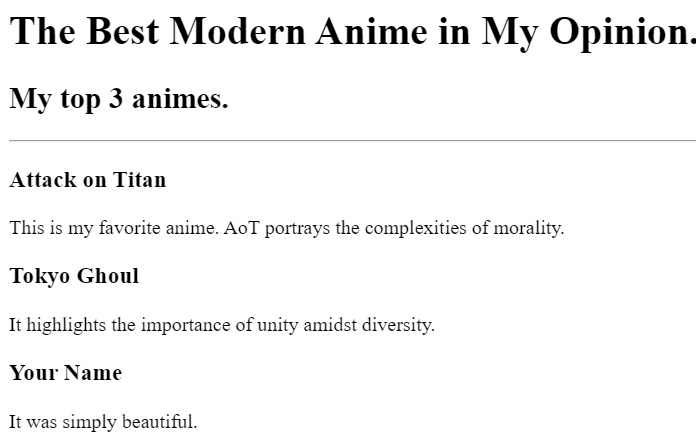 The Best Modern Anime in My Opinion.
My top 3 animes.
Attack on Titan
This is my favorite anime. AoT portrays the complexities of morality.
Tokyo Ghoul
It highlights the importance of unity amidst diversity.
Your Name
It was simply beautiful.